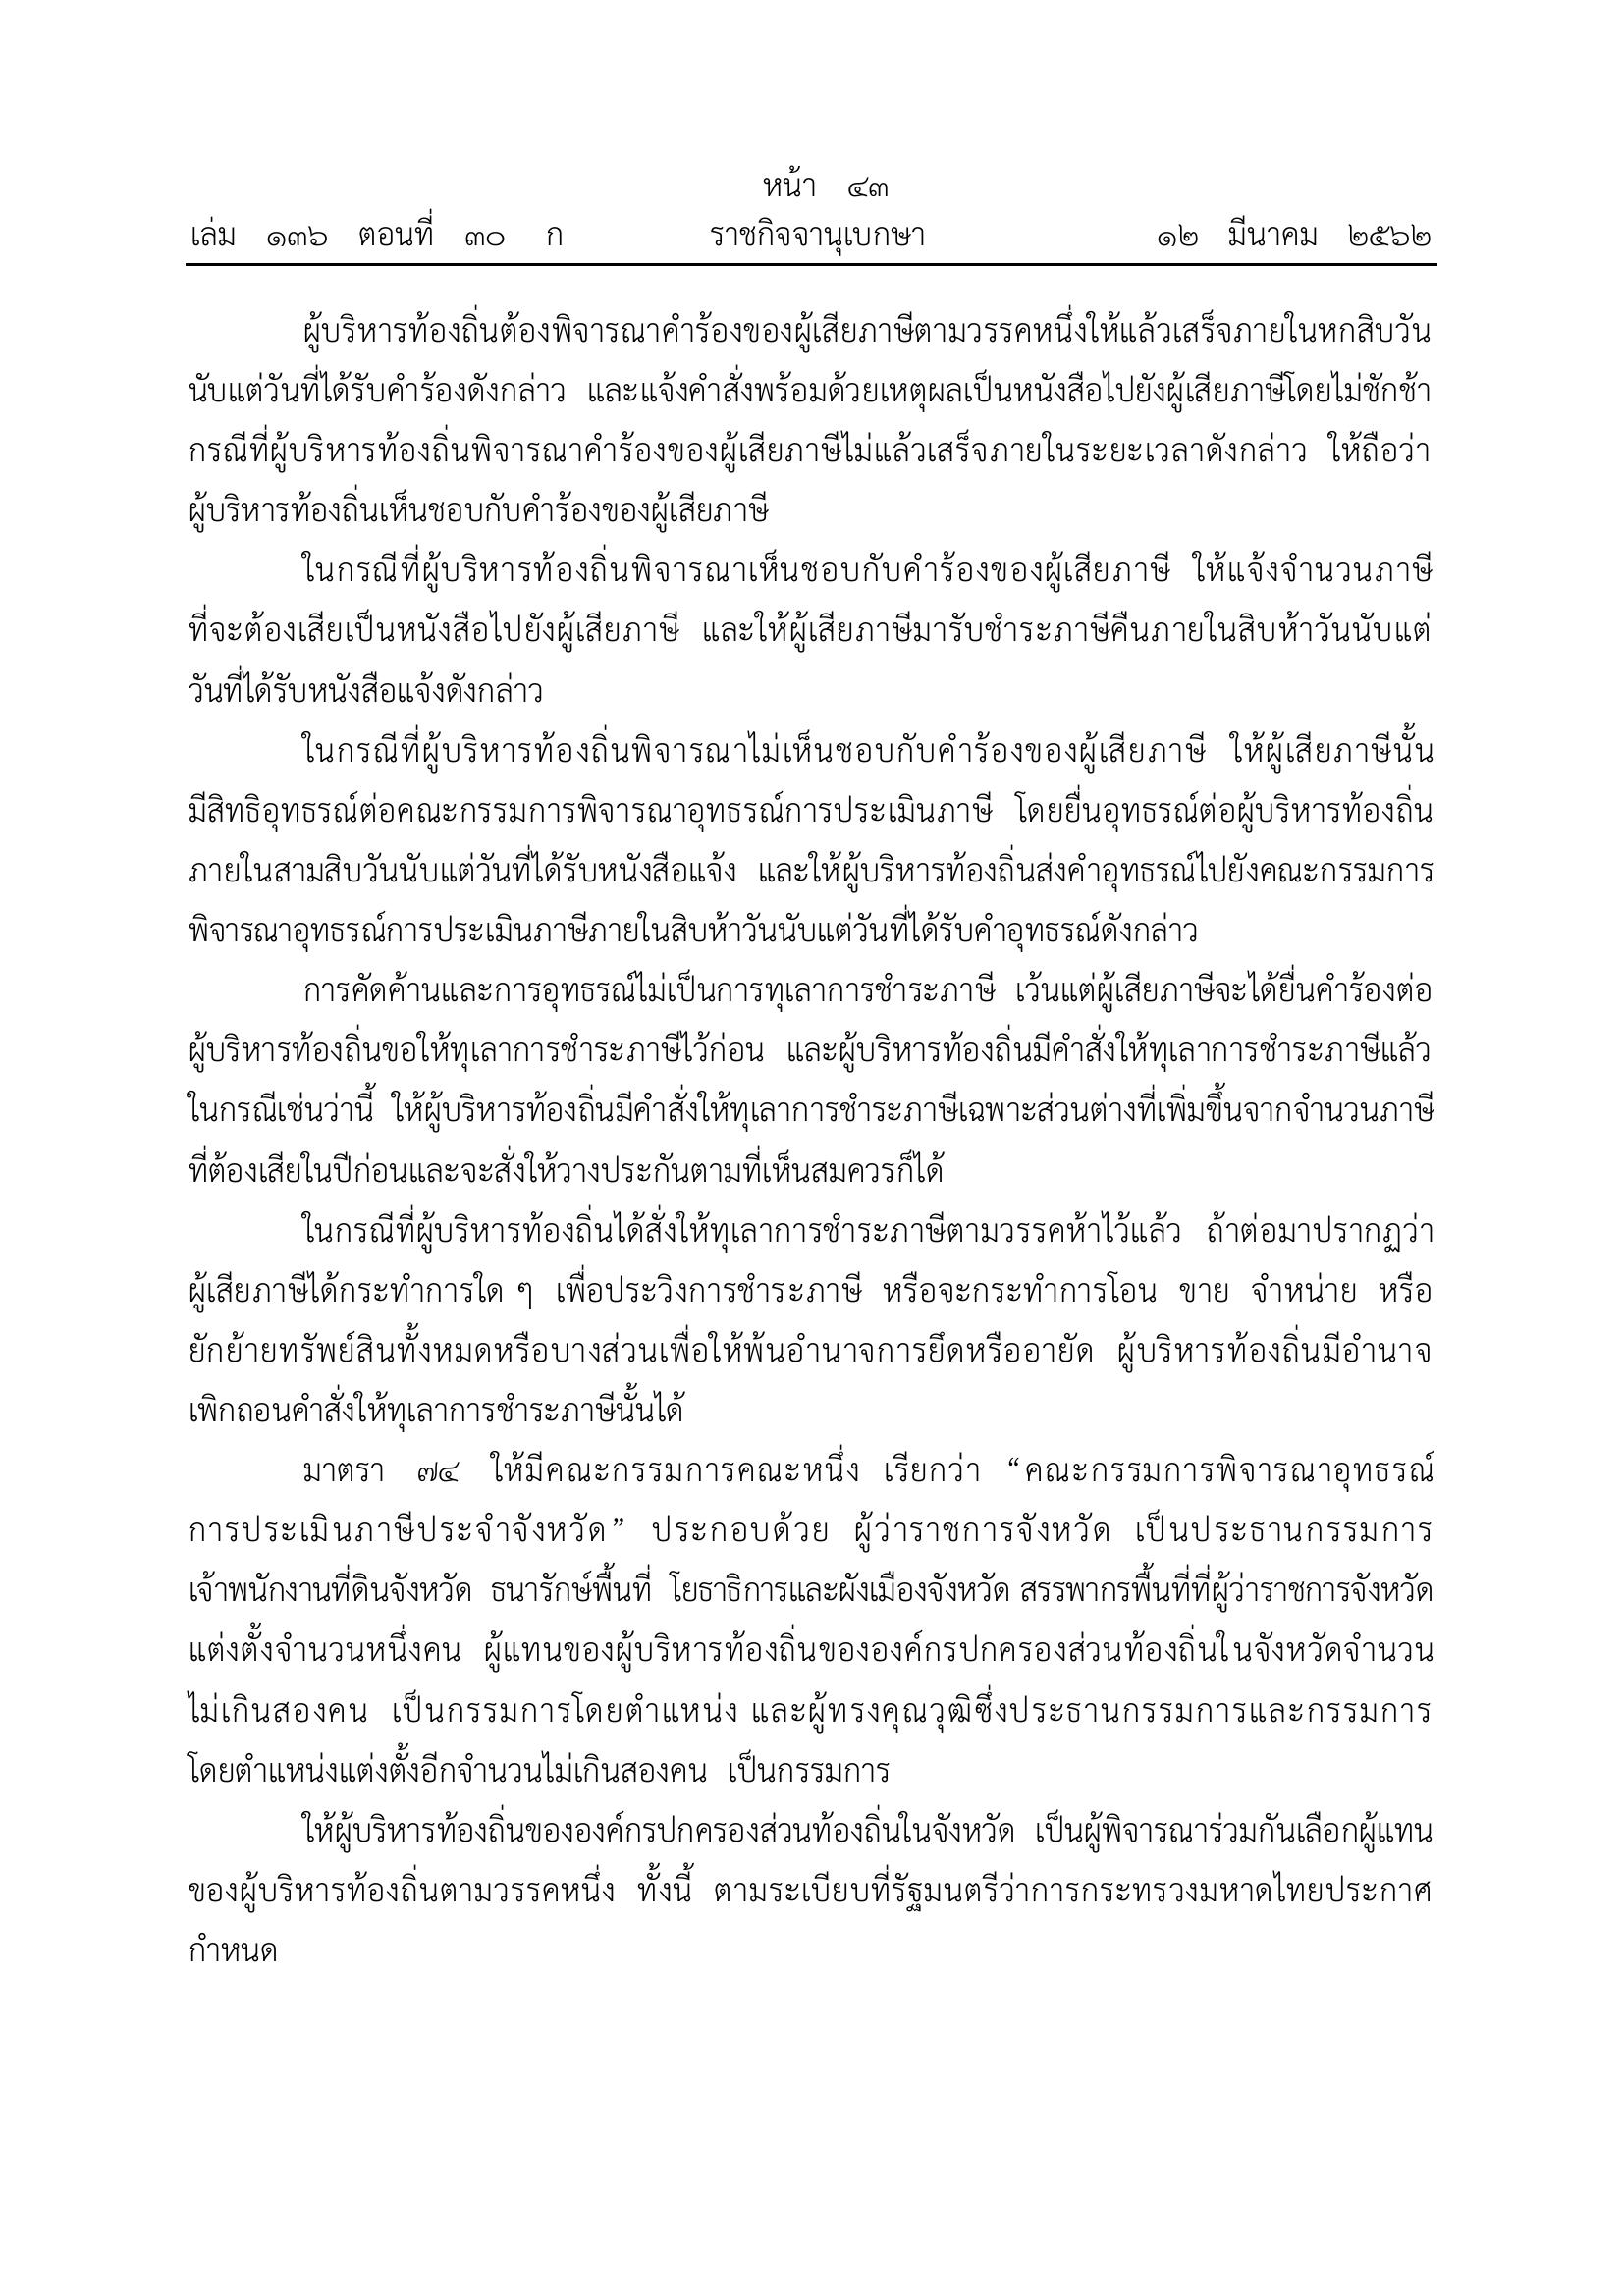 หน้า ๔๓
เล่ม ๑๓๖ ตอนที่ ๓๐ ก ราชกิจจานุเบกษา ๑๒ มีนาคม ๒๕๖๒
ผู้บริหารท้องถิ่นต้องพิจารณาคำร้องของผู้เสียภาษีตามวรรคหนึ่งให้แล้วเสร็จภายในหกสิบวัน
นับแต่วันที่ได้รับคำร้องดังกล่าว และแจ้งคำสั่งพร้อมด้วยเหตุผลเป็นหนังสือไปยังผู้เสียภาษีโดยไม่ชักช้า
กรณีที่ผู้บริหารท้องถิ่นพิจารณาคำร้องของผู้เสียภาษีไม่แล้วเสร็จภายในระยะเวลาดังกล่าว ให้ถือว่า
ผู้บริหารท้องถิ่นเห็นชอบกับคำร้องของผู้เสียภาษี
ในกรณีที่ผู้บริหารท้องถิ่นพิจารณาเห็นชอบกับคำร้องของผู้เสียภาษี ให้แจ้งจำนวนภาษี
ที่จะต้องเสียเป็นหนังสือไปยังผู้เสียภาษี และให้ผู้เสียภาษีมารับชำระภาษีคืนภายในสิบห้าวันนับแต่
วันที่ได้รับหนังสือแจ้งดังกล่าว
ในกรณีที่ผู้บริหารท้องถิ่นพิจารณาไม่เห็นชอบกับคำร้องของผู้เสียภาษี ให้ผู้เสียภาษีนั้น
มีสิทธิอุทธรณ์ต่อคณะกรรมการพิจารณาอุทธรณ์การประเมินภาษี โดยยื่นอุทธรณ์ต่อผู้บริหารท้องถิ่น
ภายในสามสิบวันนับแต่วันที่ได้รับหนังสือแจ้ง และให้ผู้บริหารท้องถิ่นส่งคำอุทธรณ์ไปยังคณะกรรมการ
พิจารณาอุทธรณ์การประเมินภาษีภายในสิบห้าวันนับแต่วันที่ได้รับคำอุทธรณ์ดังกล่าว
การคัดค้านและการอุทธรณ์ไม่เป็นการทุเลาการชำระภาษี เว้นแต่ผู้เสียภาษีจะได้ยื่นคำร้องต่อ
ผู้บริหารท้องถิ่นขอให้ทุเลาการชำระภาษีไว้ก่อน และผู้บริหารท้องถิ่นมีคำสั่งให้ทุเลาการชำระภาษีแล้ว
ในกรณีเช่นว่านี้ ให้ผู้บริหารท้องถิ่นมีคำสั่งให้ทุเลาการชำระภาษีเฉพาะส่วนต่างที่เพิ่มขึ้นจากจำนวนภาษี
ที่ต้องเสียในปีก่อนและจะสั่งให้วางประกันตามที่เห็นสมควรก็ได้
ในกรณีที่ผู้บริหารท้องถิ่นได้สั่งให้ทุเลาการชำระภาษีตามวรรคห้าไว้แล้ว ถ้าต่อมาปรากฏว่า
ผู้เสียภาษีได้กระทำการใด ๆ เพื่อประวิงการชำระภาษี หรือจะกระทำการโอน ขาย จำหน่าย หรือ
ยักย้ายทรัพย์สินทั้งหมดหรือบางส่วนเพื่อให้พ้นอำนาจการยึดหรืออายัด ผู้บริหารท้องถิ่นมีอำนาจ
เพิกถอนคำสั่งให้ทุเลาการชำระภาษีนั้นได้
มาตรา ๗๔ ให้มีคณะกรรมการคณะหนึ่ง เรียกว่า “คณะกรรมการพิจารณาอุทธรณ์
การประเมินภาษีประจำจังหวัด” ประกอบด้วย ผู้ว่าราชการจังหวัด เป็นประธานกรรมการ
เจ้าพนักงานที่ดินจังหวัด ธนารักษ์พื้นที่ โยธาธิการและผังเมืองจังหวัด สรรพากรพื้นที่ที่ผู้ว่าราชการจังหวัด
แต่งตั้งจำนวนหนึ่งคน ผู้แทนของผู้บริหารท้องถิ่นขององค์กรปกครองส่วนท้องถิ่นในจังหวัดจำนวน
ไม่เกินสองคน เป็นกรรมการโดยตำแหน่ง และผู้ทรงคุณวุฒิซึ่งประธานกรรมการและกรรมการ
โดยตำแหน่งแต่งตั้งอีกจำนวนไม่เกินสองคน เป็นกรรมการ
ให้ผู้บริหารท้องถิ่นขององค์กรปกครองส่วนท้องถิ่นในจังหวัด เป็นผู้พิจารณาร่วมกันเลือกผู้แทน
ของผู้บริหารท้องถิ่นตามวรรคหนึ่ง ทั้งนี้ ตามระเบียบที่รัฐมนตรีว่าการกระทรวงมหาดไทยประกาศ
กำหนด